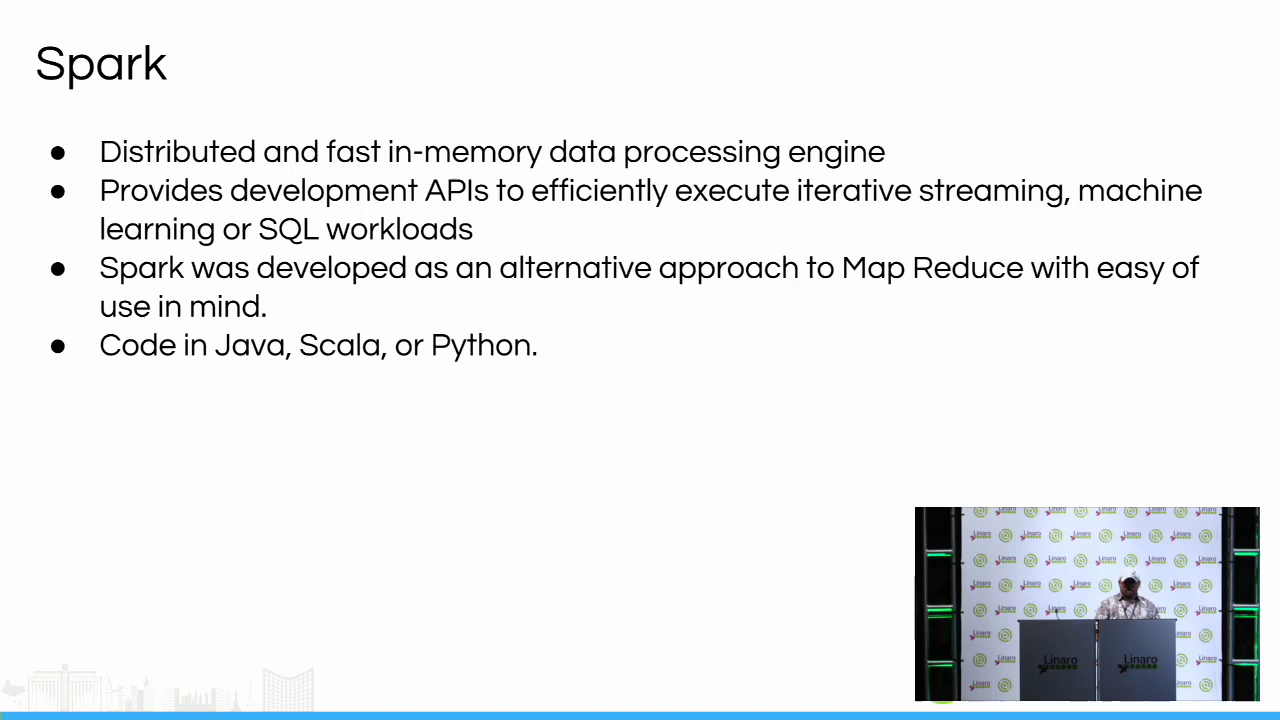 Spark
● Distributed and fast in-memory data processing engine
● Provides development APIs to efficiently execute iterative streaming, machine
learning or SQL workloads
● Spark was developed as an alternative approach to Map Reduce with easy of
use in mind.
● Code in Java, Scala, or Python.
Linaro
Linaro